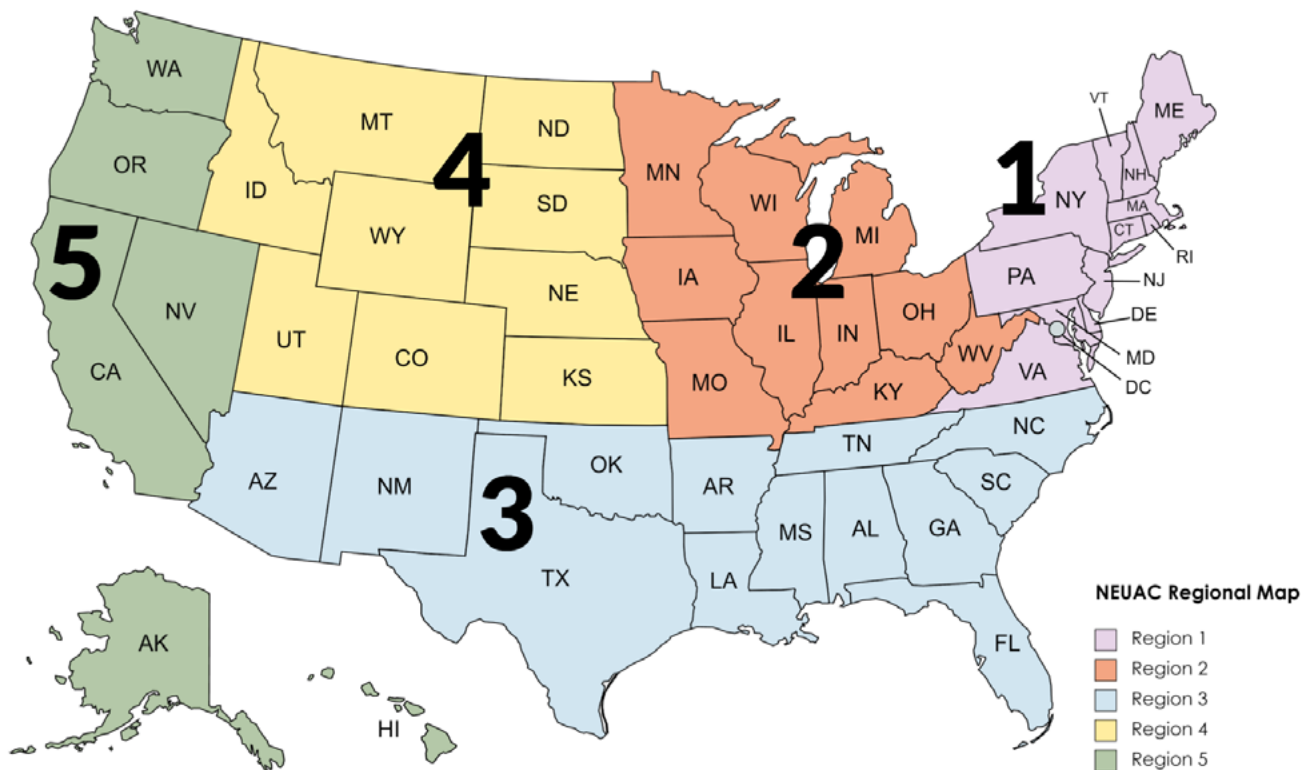 WA
MT
ND
MN
VT
ME
OR
ID
4
SD
WI
MI
1
NY
NH
MA
CT
RI
WY
5
2
PA
NJ
NV
NE
IA
IL
IN
OH
DE
UT
CO
WV
MD
CA
KS
MO
KY
VA
DC
TN
NC
AZ
NM
OK
AR
SC
3
MS
AL
GA
TX
LA
AK
HI
FL
NEUAC Regional Map
Region 1
Region 2
Region 3
Region 4
Region 5